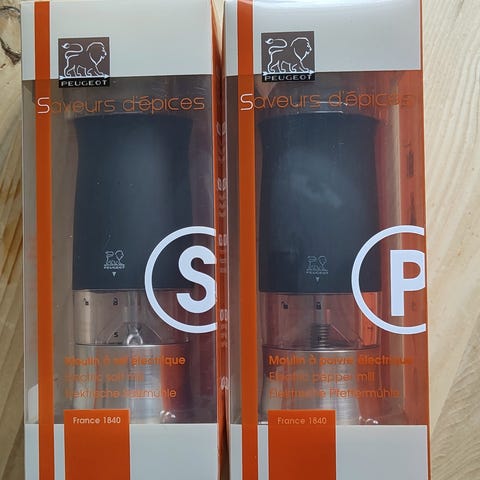 PEUGEOT
Saveurs d'épices
PEUGEOT
S
S
Moulin à sel électrique
Electric salt mill
Elektrische Salzmühle
France 1840
PEUGEOT
Saveurs d'épices
PEUGEOT
P
Moulin à poivre électrique
Electric pepper mill
Elektrische Pfeffermühle
France 1840